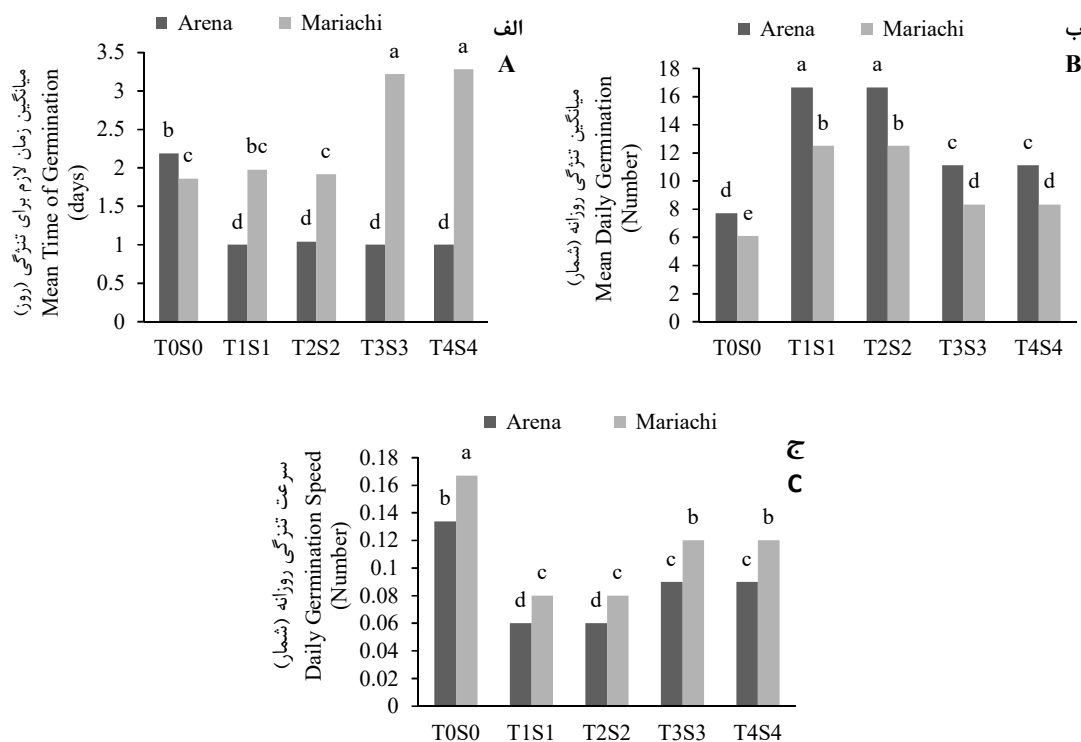 Arena Mariachi
الف
A
میانگین زمان لازم برای تنژگی (روز)
Mean Time of Germination
(days)
3.5
3
2.5
2
1.5
1
0.5
0
b c d bc d c d a d a
T0S0 T1S1 T2S2 T3S3 T4S4
Arena Mariachi
ب
B
میانگین تنژگی روزانه (شمار)
Mean Daily Germination
(Number)
18
16
14
12
10
8
6
4
2
0
d e a b a b c d c d
T0S0 T1S1 T2S2 T3S3 T4S4
Arena Mariachi
ج
C
سرعت تنژگی روزانه (شمار)
Daily Germination Speed
(Number)
0.18
0.16
0.14
0.12
0.1
0.08
0.06
0.04
0.02
0
b a d c d c c b c b
T0S0 T1S1 T2S2 T3S3 T4S4